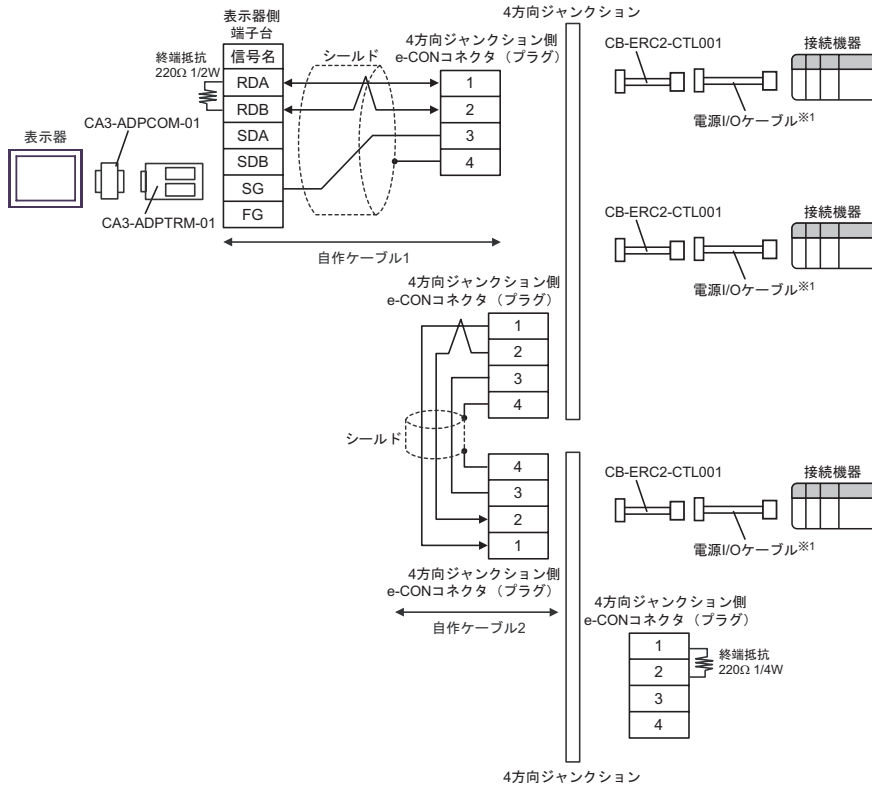 4方向ジャンクション
表示器側
端子台
4方向ジャンクション側
e-CONコネクタ（プラグ）
終端抵抗
220Ω 1/2W
信号名
シールド
RDA
RDB
SDA
SDB
SG
FG
1
2
3
4
表示器
CA3-ADPCOM-01
CA3-ADPTRM-01
自作ケーブル1
CB-ERC2-CTL001
接続機器
電源I/Oケーブル※1
CB-ERC2-CTL001
接続機器
電源I/Oケーブル※1
4方向ジャンクション側
e-CONコネクタ（プラグ）
1
2
3
4
シールド
4
3
2
1
4方向ジャンクション側
e-CONコネクタ（プラグ）
自作ケーブル2
CB-ERC2-CTL001
接続機器
電源I/Oケーブル※1
4方向ジャンクション側
e-CONコネクタ（プラグ）
1
2
3
4
終端抵抗
220Ω 1/4W
4方向ジャンクション